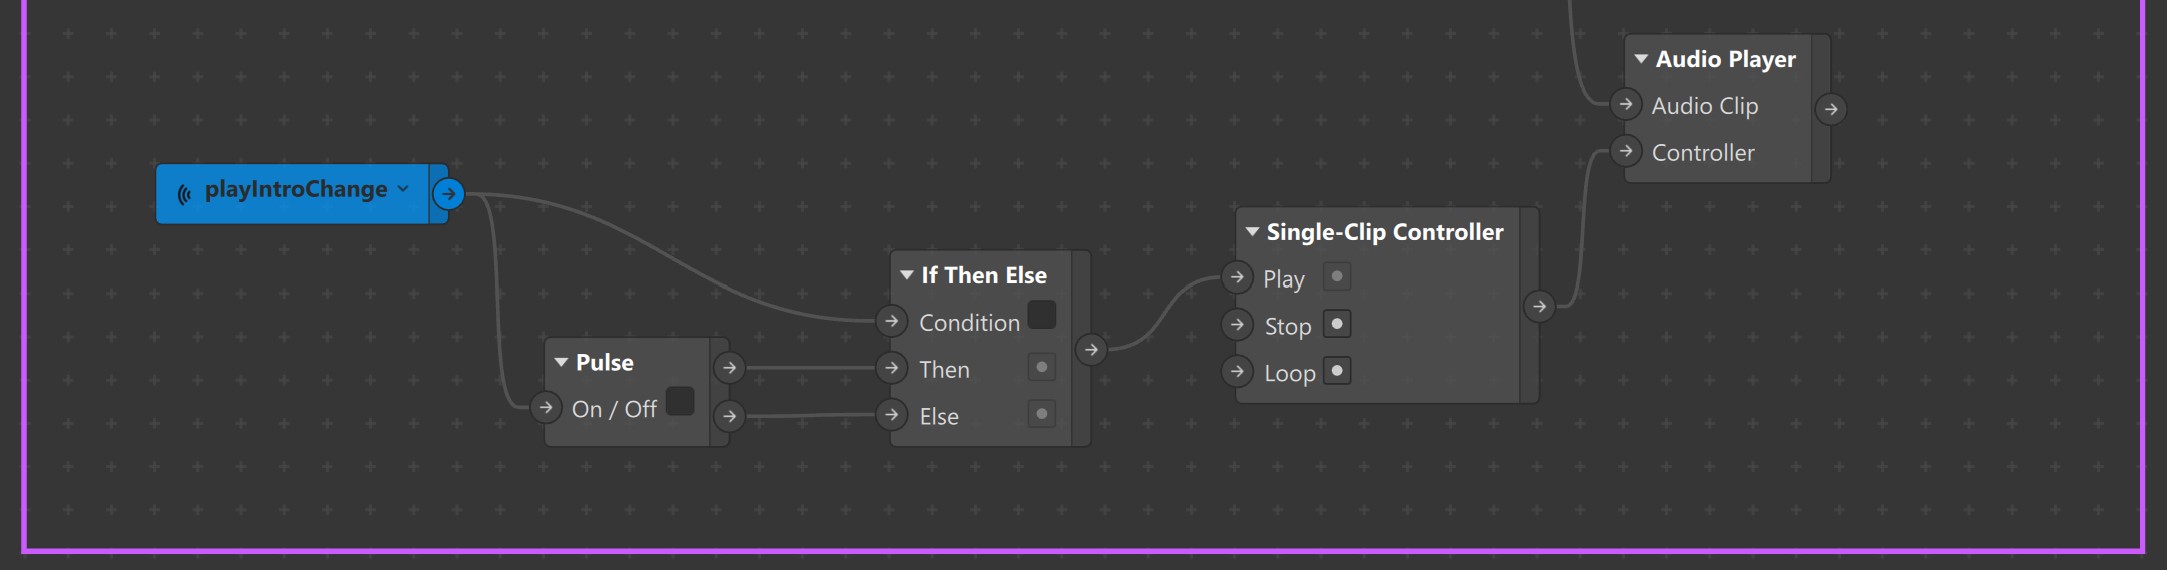 Audio Player
Audio Clip
Controller
playIntroChange
Single-Clip Controller
Play
Stop
Loop
If Then Else
Condition
Then
Else
Pulse
On / Off